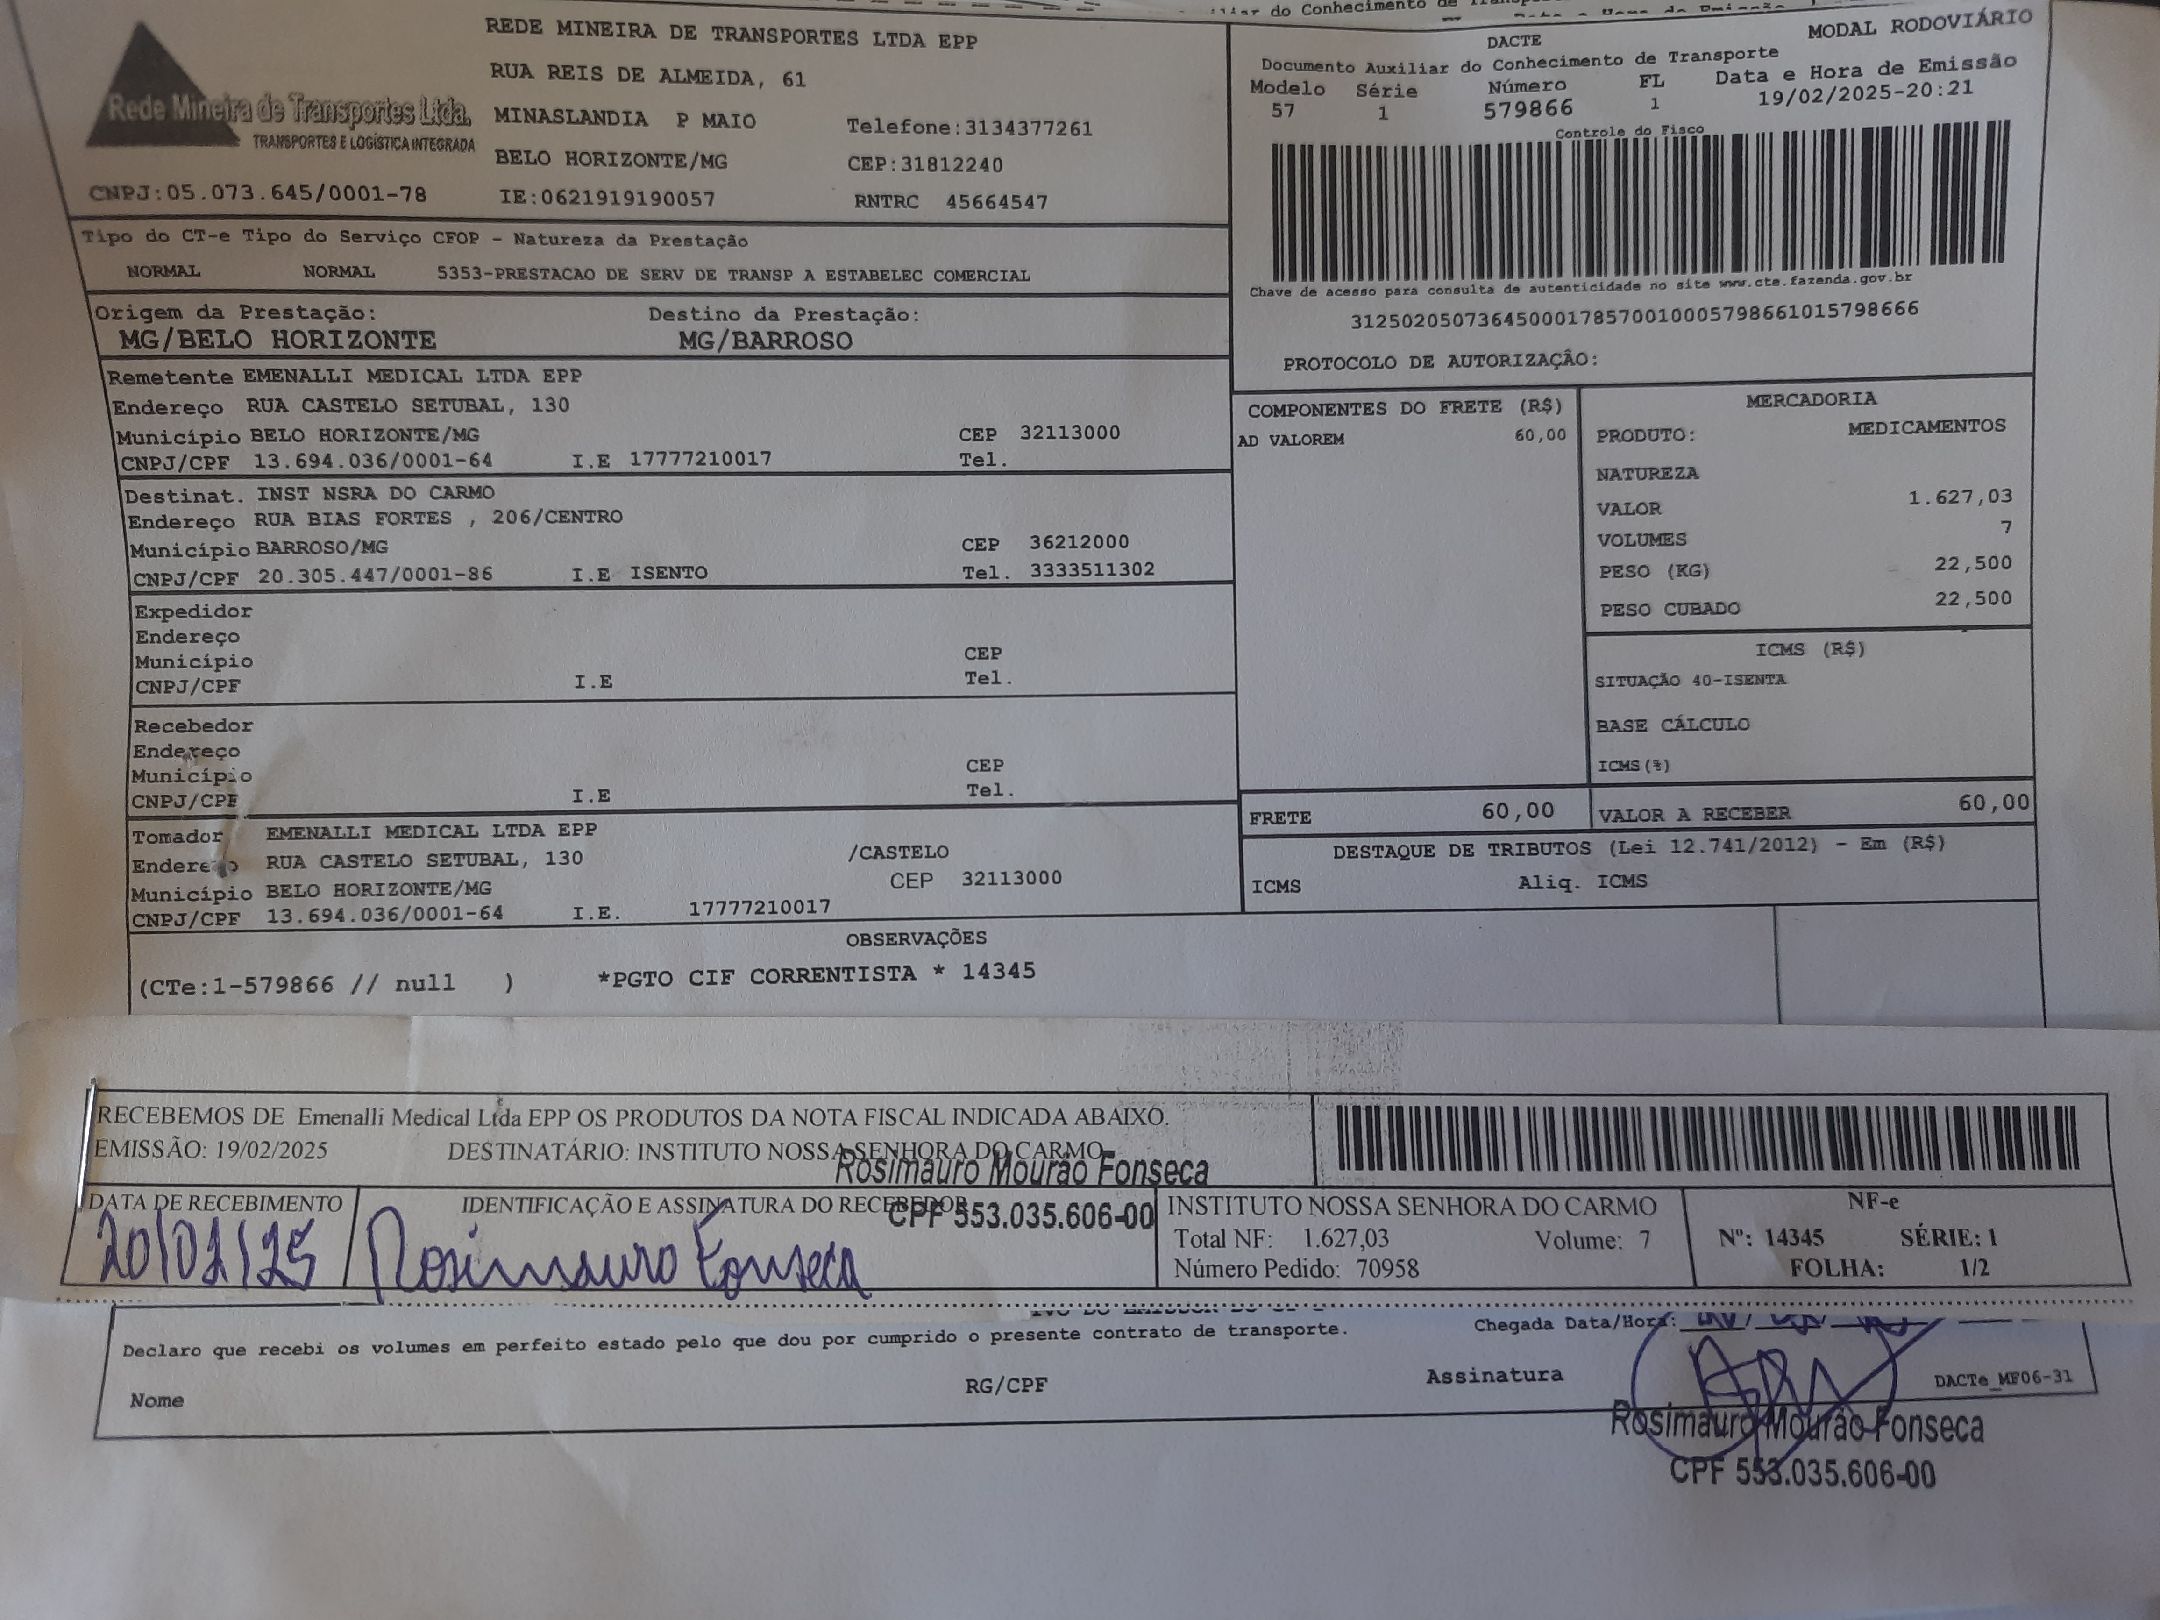 REDE MINEIRA DE TRANSPORTES LTDA EPP
RUA REIS DE ALMEIDA, 61
Rede Mineira de Transportes Ltda.
TRANSPORTES E LOGÍSTICA INTEGRADA
MINASLANDIA P MAIO Telefone:3134377261
BELO HORIZONTE/MG CEP:31812240
CNPJ:05.073.645/0001-78 IE:0621919190057 RNTRC 45664547
MODAL RODOVIÁRIO
DACTE
Documento Auxiliar do Conhecimento de Transporte
Modelo Série Número FL Data e Hora de Emissão
57 1 579866 1 19/02/2025-20:21
Controle do Fisco
Chave de acesso para consulta de autenticidade no site www.cte.fazenda.gov.br
31250205073645000178570010005798661015798666
PROTOCOLO DE AUTORIZAÇÃO:
Tipo do CT-e Tipo do Serviço CFOP - Natureza da Prestação
NORMAL NORMAL 5353-PRESTACAO DE SERV DE TRANSP A ESTABELEC COMERCIAL
Origem da Prestação: Destino da Prestação:
MG/BELO HORIZONTE MG/BARROSO
Remetente EMENALLI MEDICAL LTDA EPP
Endereço RUA CASTELO SETUBAL, 130
Município BELO HORIZONTE/MG CEP 32113000
CNPJ/CPF 13.694.036/0001-64 I.E 17777210017 Tel.
Destinat. INST NSRA DO CARMO
Endereço RUA BIAS FORTES , 206/CENTRO
Município BARROSO/MG CEP 36212000
CNPJ/CPF 20.305.447/0001-86 I.E ISENTO Tel. 3333511302
Expedidor
Endereço
Município CEP
CNPJ/CPF I.E Tel.
Recebedor
Endereço
Município CEP
CNPJ/CPF I.E Tel.
Tomador EMENALLI MEDICAL LTDA EPP
Endereço RUA CASTELO SETUBAL, 130 /CASTELO
Município BELO HORIZONTE/MG CEP 32113000
CNPJ/CPF 13.694.036/0001-64 I.E. 17777210017
COMPONENTES DO FRETE (R$)
AD VALOREM 60,00
MERCADORIA
PRODUTO: MEDICAMENTOS
NATUREZA
VALOR 1.627,03
VOLUMES 7
PESO (KG) 22,500
PESO CUBADO 22,500
ICMS (R$)
SITUAÇÃO 40-ISENTA
BASE CÁLCULO
ICMS(%)
FRETE 60,00 VALOR A RECEBER 60,00
DESTAQUE DE TRIBUTOS (Lei 12.741/2012) - Em (R$)
ICMS Aliq. ICMS
OBSERVAÇÕES
(CTe:1-579866 // null ) *PGTO CIF CORRENTISTA * 14345
RECEBEMOS DE Emenalli Medical Ltda EPP OS PRODUTOS DA NOTA FISCAL INDICADA ABAIXO.
EMISSÃO: 19/02/2025 DESTINATÁRIO: INSTITUTO NOSSA SENHORA DO CARMO
Rosimauro Mourão Fonseca
CPF 553.035.606-00
DATA DE RECEBIMENTO IDENTIFICAÇÃO E ASSINATURA DO RECEBEDOR
20/02/25 Rosimauro Fonseca
INSTITUTO NOSSA SENHORA DO CARMO
Total NF: 1.627,03 Volume: 7
Número Pedido: 70958
NF-e
Nº: 14345 SÉRIE: 1
FOLHA: 1/2
Declaro que recebi os volumes em perfeito estado pelo que dou por cumprido o presente contrato de transporte.
Chegada Data/Hora:
Nome RG/CPF Assinatura DACTe_MF06-31
Rosimauro Mourão Fonseca
CPF 553.035.606-00